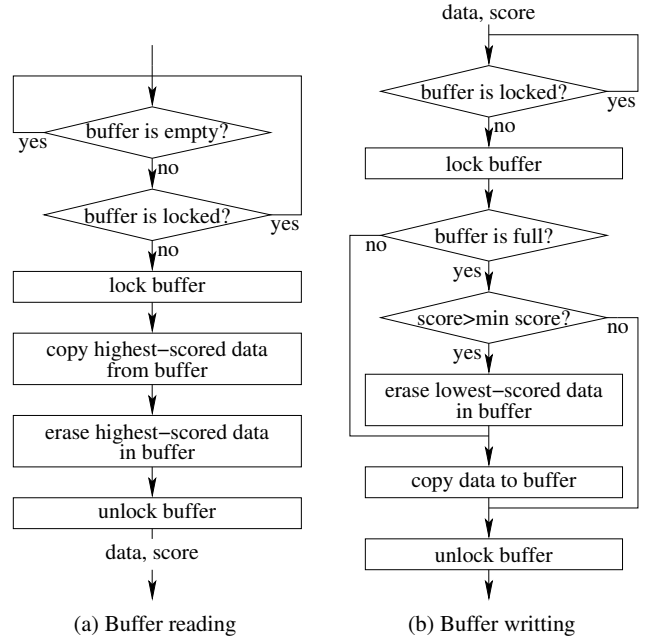 buffer is empty?
yes
no
buffer is locked?
yes
no
lock buffer
copy highest−scored data
from buffer
erase highest−scored data
in buffer
unlock buffer
data, score
(a) Buffer reading
data, score
buffer is locked?
yes
no
lock buffer
buffer is full?
no
yes
score>min score?
no
yes
erase lowest−scored data
in buffer
copy data to buffer
unlock buffer
(b) Buffer writting